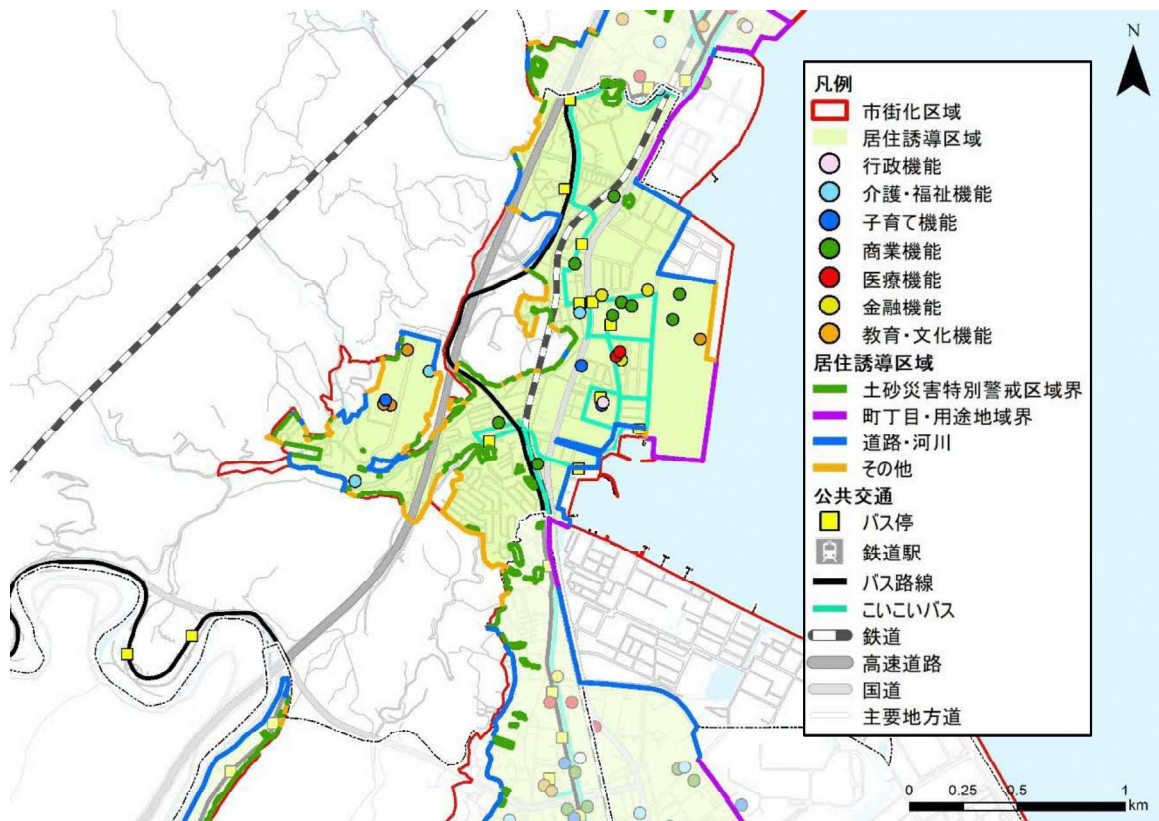 N
凡例
市街化区域
居住誘導区域
行政機能
介護・福祉機能
子育て機能
商業機能
医療機能
金融機能
教育・文化機能
居住誘導区域
土砂災害特別警戒区域界
町丁目・用途地域界
道路・河川
その他
公共交通
バス停
鉄道駅
バス路線
こいこいバス
鉄道
高速道路
国道
主要地方道
0 0.25 0.5 1
km